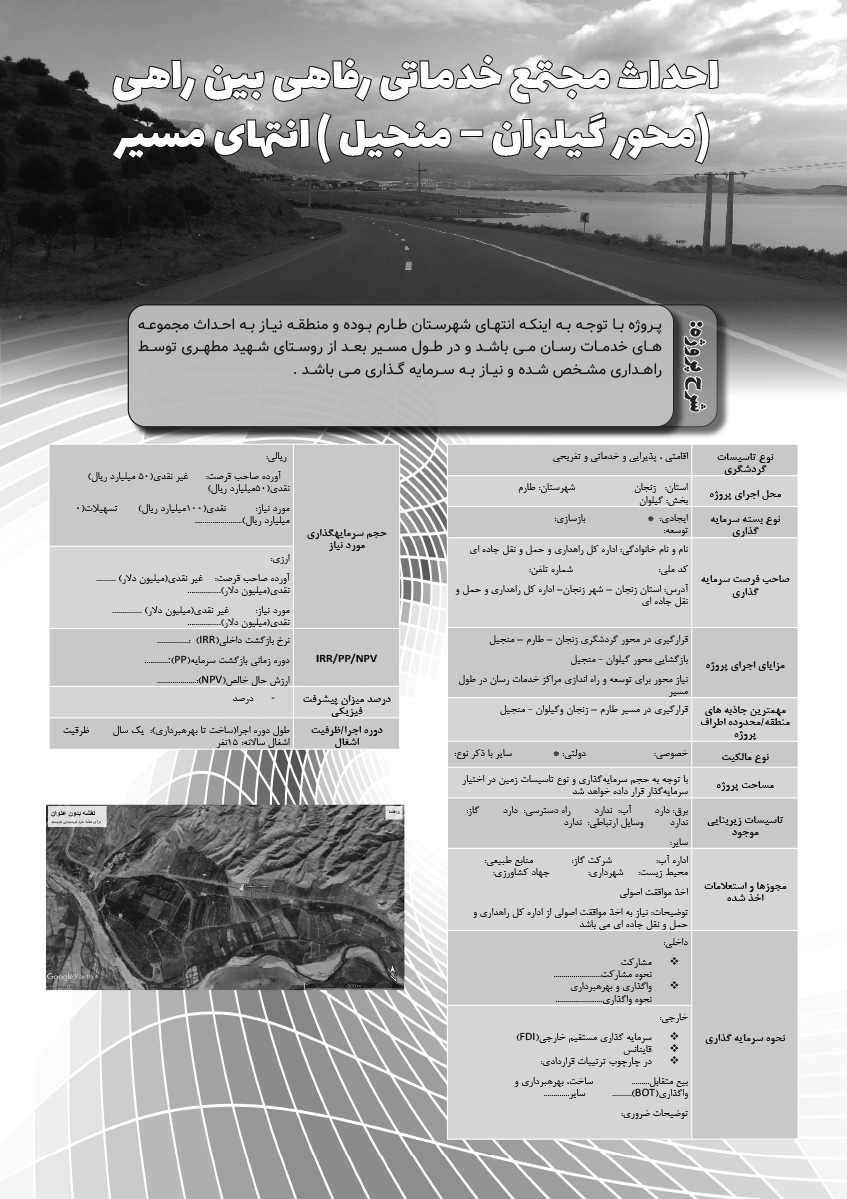 احداث مجتمع خدماتی رفاهی بین راهی
(محور گیلوان – منجیل ) انتهای مسیر
شرح پروژه:
پروژه با توجه به اینکه انتهای شهرستان طارم بوده و منطقه نیاز به احداث مجموعه
های خدمات رسان می باشد و در طول مسیر بعد از روستای شهید مطهری توسط
راهداری مشخص شده و نیاز به سرمایه گذاری می باشد .
نوع تاسیسات
گردشگری
اقامتی ، پذیرایی و خدماتی و تفریحی
محل اجرای پروژه
استان: زنجان شهرستان: طارم
بخش: گیلوان
نوع بسته سرمایه
گذاری
ایجادی: * بازسازی:
توسعه:
صاحب فرصت سرمایه
گذاری
نام و نام خانوادگی: اداره کل راهداری و حمل و نقل جاده ای
کد ملی: شماره تلفن:
آدرس: استان زنجان – شهر زنجان– اداره کل راهداری و حمل و
نقل جاده ای
مزایای اجرای پروژه
قرارگیری در محور گردشگری زنجان – طارم – منجیل
بازگشایی محور گیلوان - منجیل
نیاز محور برای توسعه و راه اندازی مراکز خدمات رسان در طول
مسیر
مهمترین جاذبه های
منطقه/محدوده اطراف
پروژه
قرارگیری در مسیر طارم – زنجان وگیلوان - منجیل
نوع مالکیت
خصوصی: دولتی: * سایر با ذکر نوع:
مساحت پروژه
با توجه به حجم سرمایه‌گذاری و نوع تاسیسات زمین در اختیار
سرمایه‌گذار قرار داده خواهد شد
تاسیسات زیربنایی
موجود
برق: دارد آب: ندارد راه دسترسی: دارد گاز:
ندارد وسایل ارتباطی: ندارد
سایر:
مجوزها و استعلامات
اخذ شده
اداره آب: شرکت گاز: منابع طبیعی:
محیط زیست: شهرداری: جهاد کشاورزی:
اخذ موافقت اصولی
توضیحات: نیاز به اخذ موافقت اصولی از اداره کل راهداری و
حمل و نقل جاده ای می باشد
نحوه سرمایه گذاری
داخلی:
❖ مشارکت
نحوه مشارکت........................
❖ واگذاری و بهرهبرداری
نحوه واگذاری........................
خارجی:
❖ سرمایه گذاری مستقیم خارجی(FDI)
❖ فاینانس
❖ در چارچوب ترتیبات قراردادی:
بیع متقابل......... ساخت، بهرهبرداری و
واگذاری(BOT)......... سایر.............
توضیحات ضروری:
حجم سرمایهگذاری
مورد نیاز
ریالی:
آورده صاحب فرصت: غیر نقدی(۵۰ میلیارد ریال)
نقدی(۵۰میلیارد ریال)
مورد نیاز: نقدی(۱۰۰میلیارد ریال) تسهیلات(۰
میلیارد ریال)........................
ارزی:
آورده صاحب فرصت: غیر نقدی(میلیون دلار) .........
نقدی(میلیون دلار)................
مورد نیاز: غیر نقدی(میلیون دلار) ..............
نقدی(میلیون دلار)................
IRR/PP/NPV
نرخ بازگشت داخلی(IRR) :...............
دوره زمانی بازگشت سرمایه(PP):............
ارزش حال خالص(NPV):...................
درصد میزان پیشرفت
فیزیکی
- درصد
دوره اجرا/ظرفیت
اشغال
طول دوره اجرا(ساخت تا بهرهبرداری): یک سال ظرفیت
اشغال سالانه: ۱۵نفر
نقشه بدون عنوان
راهنما
Google Earth